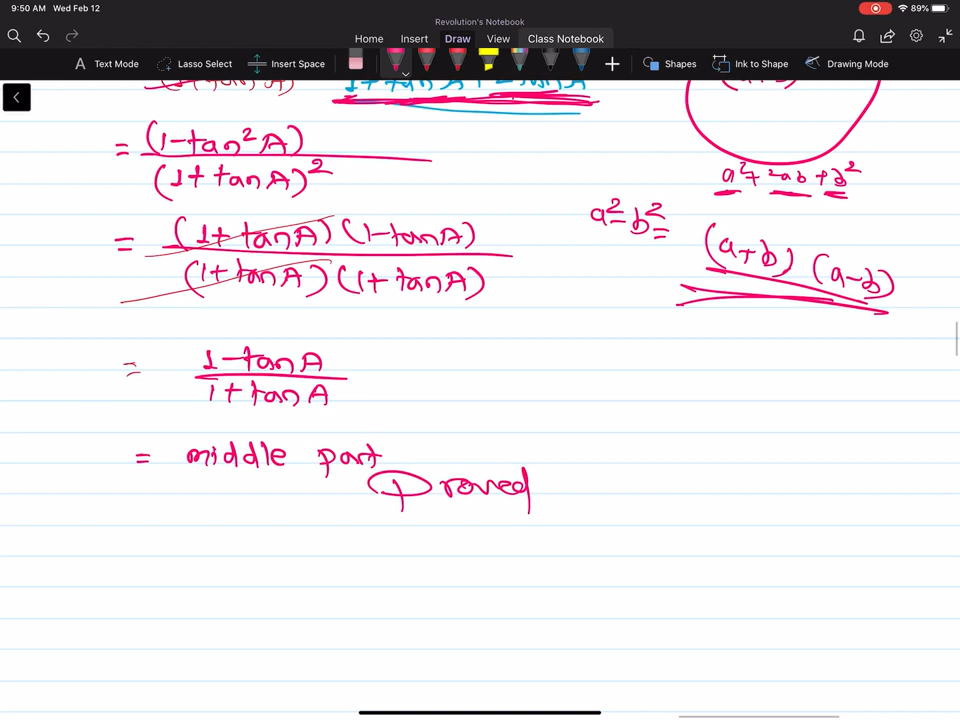 9:50 AM Wed Feb 12
89%
Revolution's Notebook
Home Insert Draw View Class Notebook
Text Mode Lasso Select Insert Space Shapes Ink to Shape Drawing Mode
= (1-tan²A)
(1+tanA)²
= (1+tanA)(1-tanA)
(1+tanA)(1+tanA)
= 1-tanA
1+tanA
= middle part
Proved
a²+2ab+b²
a²-b²=
(a+b)(a-b)